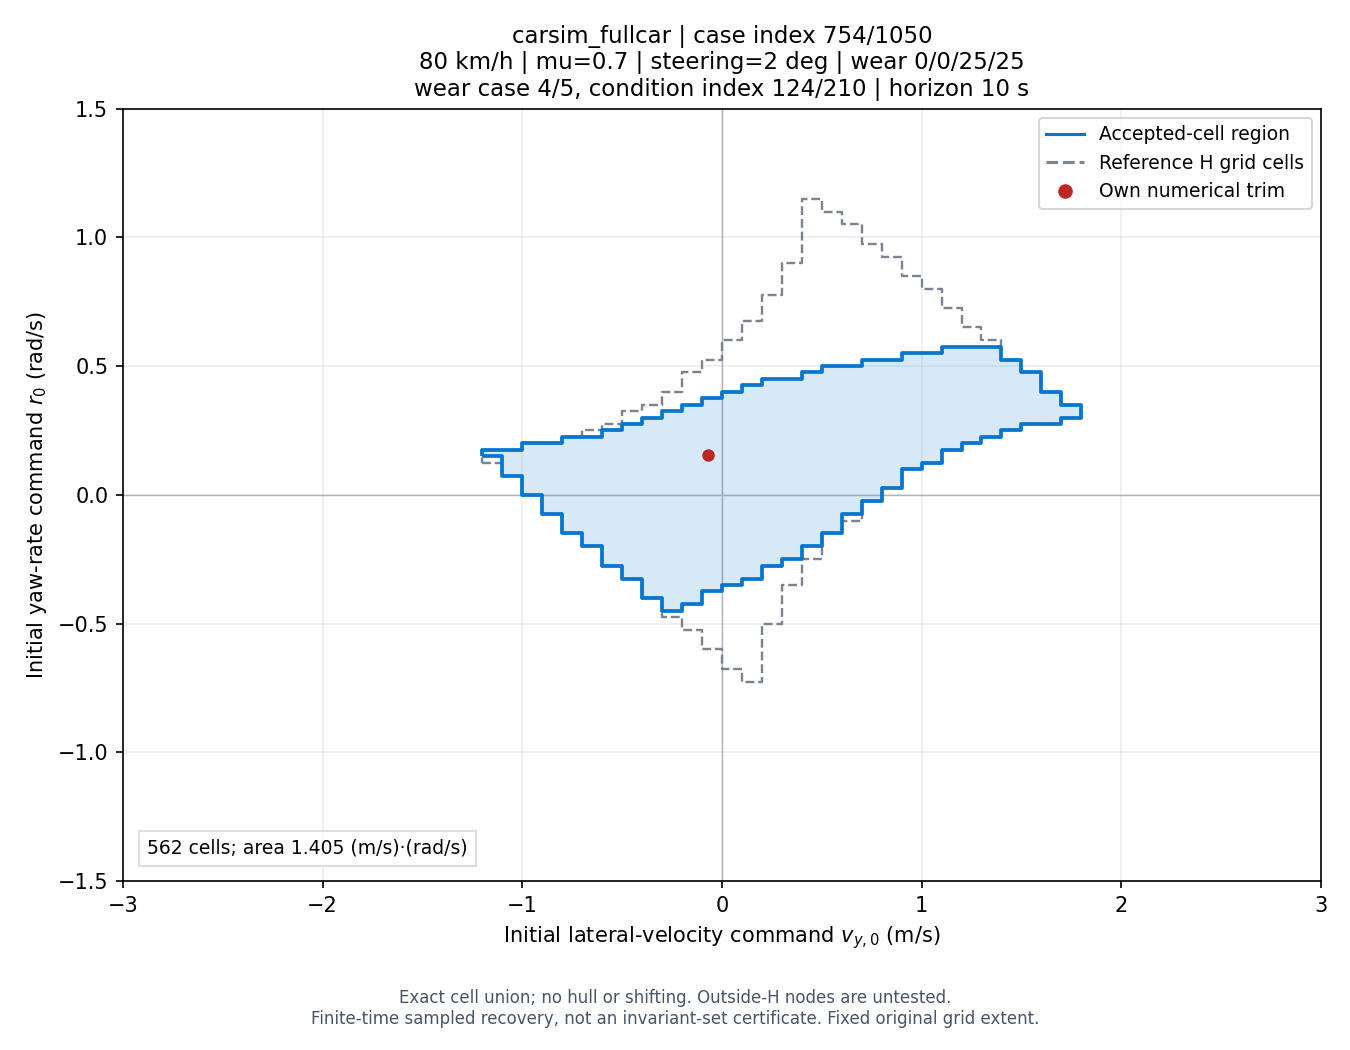 carsim_fullcar | case index 754/1050
80 km/h | mu=0.7 | steering=2 deg | wear 0/0/25/25
wear case 4/5, condition index 124/210 | horizon 10 s
Accepted-cell region
Reference H grid cells
Own numerical trim
1.5
1.0
0.5
0.0
−0.5
−1.0
−1.5
Initial yaw-rate command r₀ (rad/s)
562 cells; area 1.405 (m/s)·(rad/s)
−3
−2
−1
0
1
2
3
Initial lateral-velocity command v_{y,0} (m/s)
Exact cell union; no hull or shifting. Outside-H nodes are untested.
Finite-time sampled recovery, not an invariant-set certificate. Fixed original grid extent.